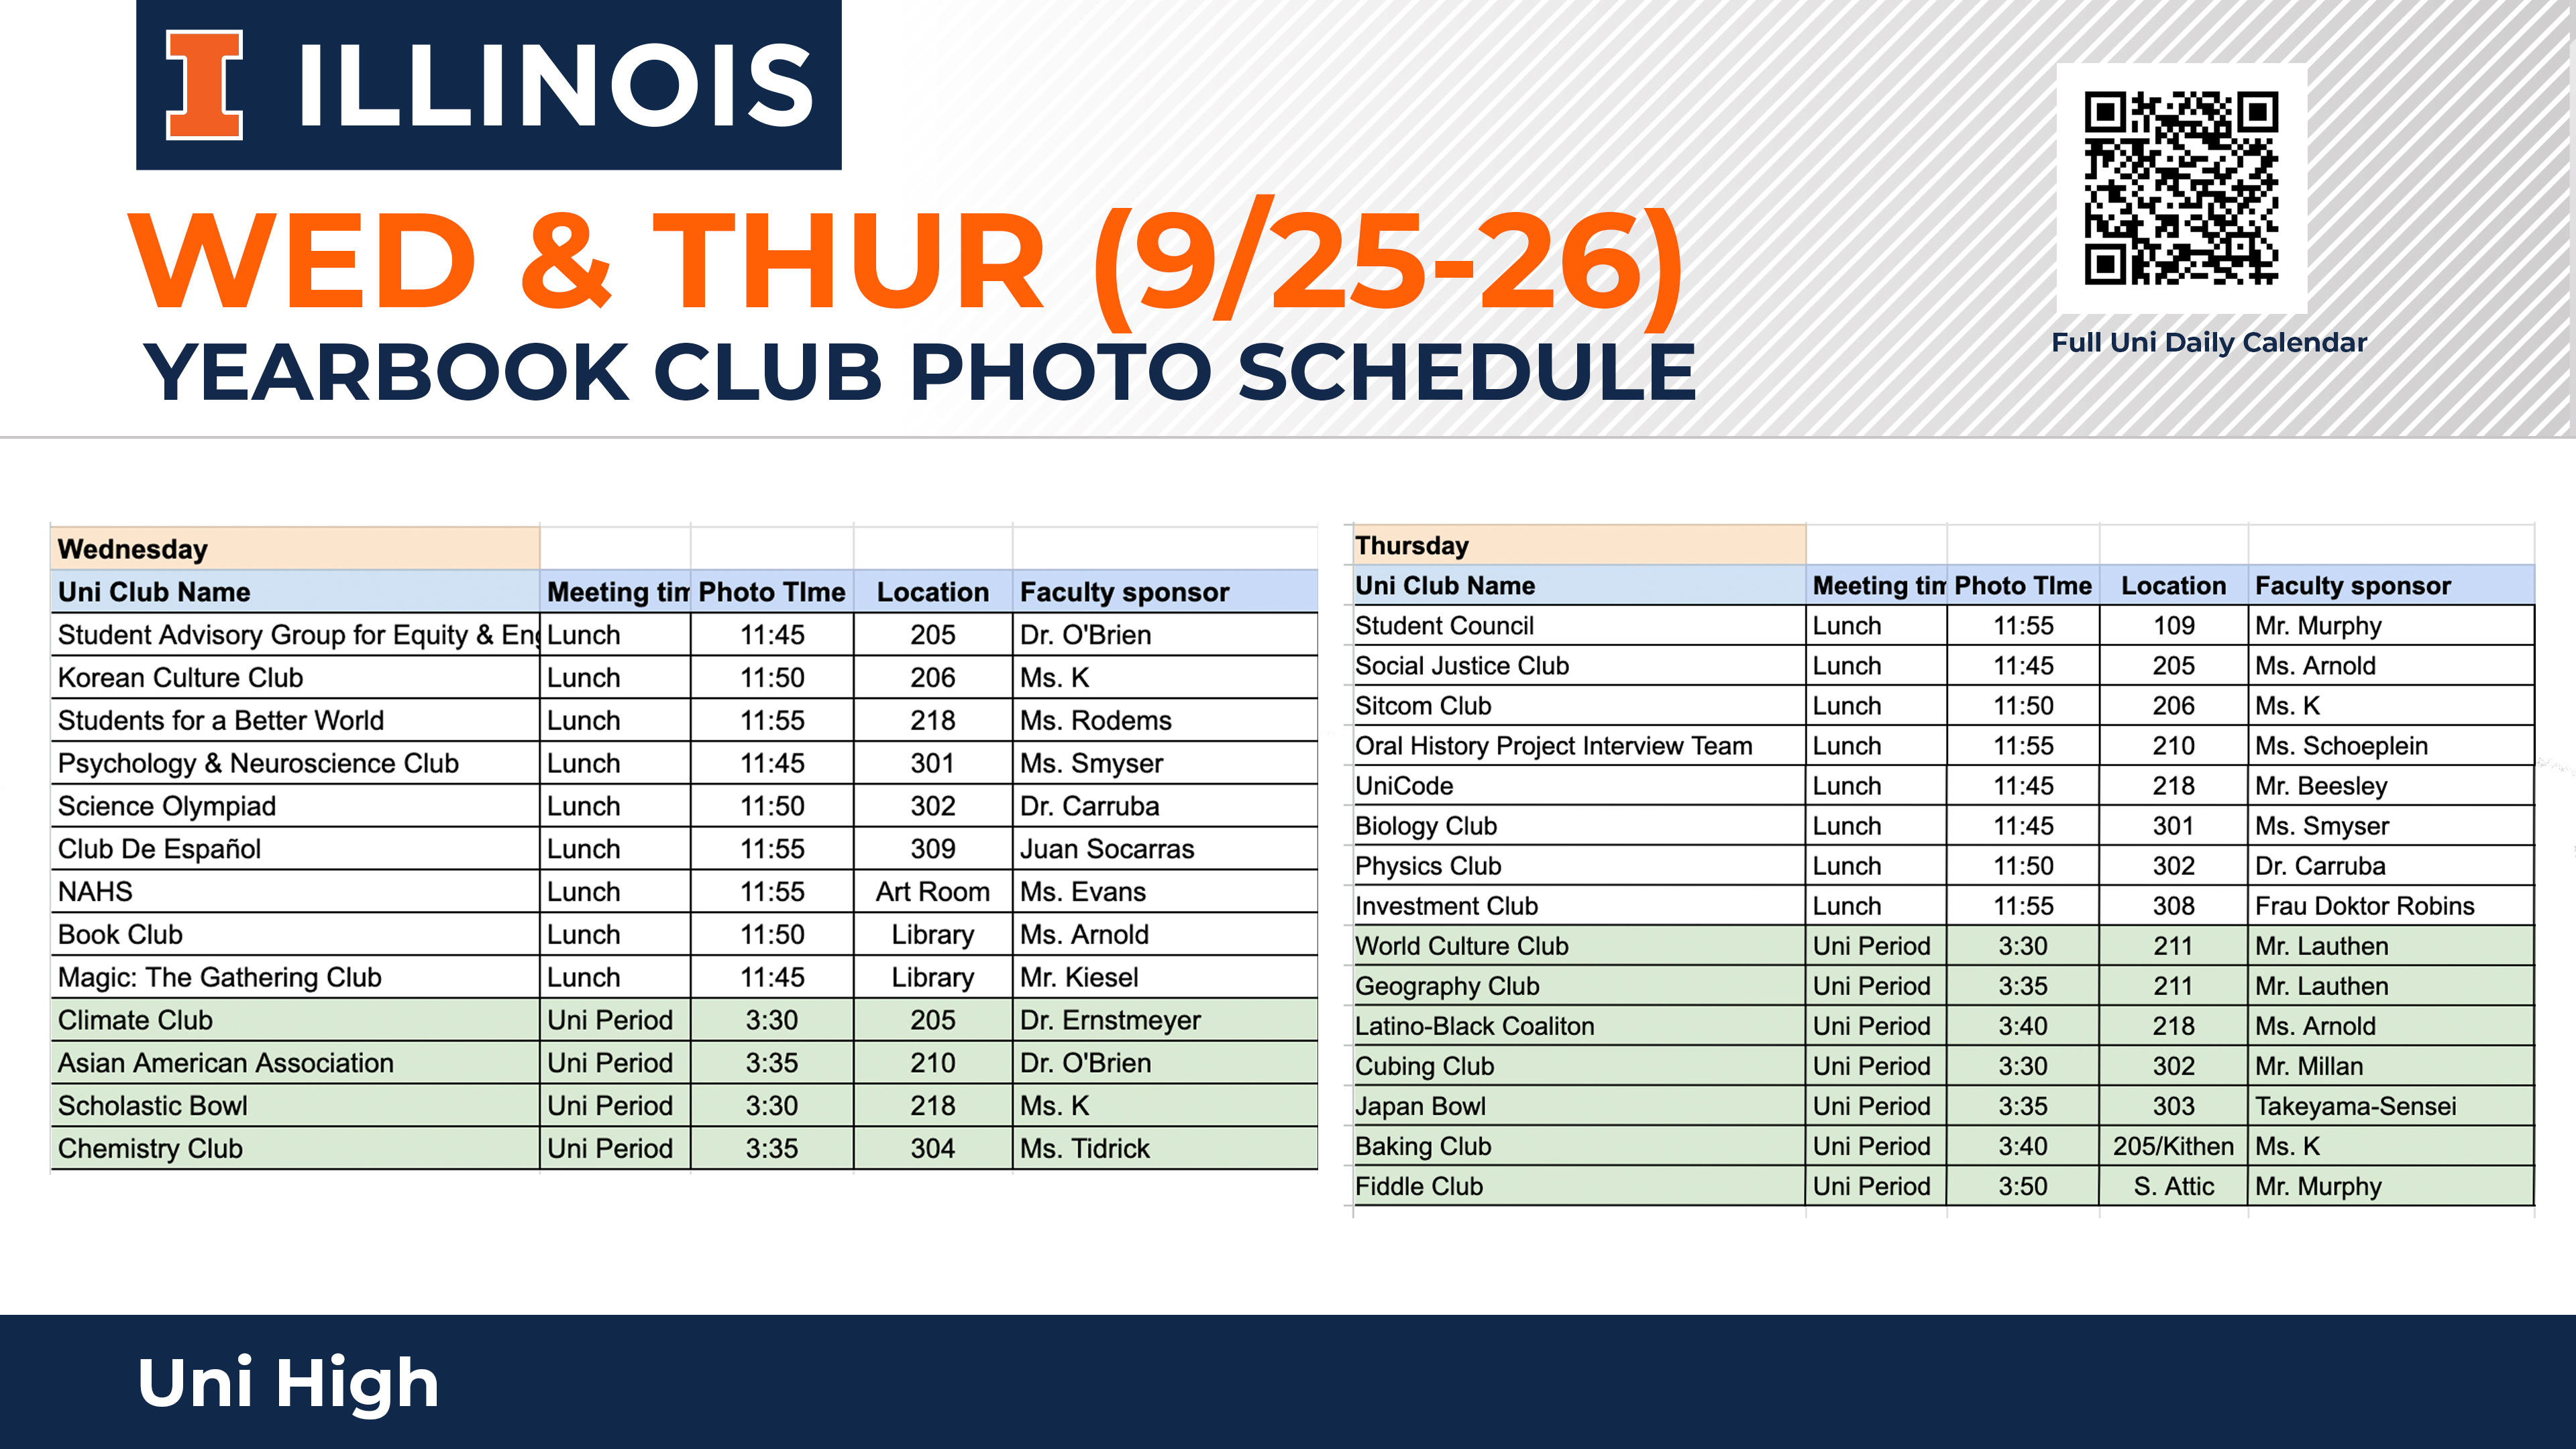 I ILLINOIS
WED & THUR (9/25-26)
YEARBOOK CLUB PHOTO SCHEDULE
Full Uni Daily Calendar
Wednesday
Uni Club Name Meeting tim Photo TIme Location Faculty sponsor
Student Advisory Group for Equity & Eng Lunch 11:45 205 Dr. O'Brien
Korean Culture Club Lunch 11:50 206 Ms. K
Students for a Better World Lunch 11:55 218 Ms. Rodems
Psychology & Neuroscience Club Lunch 11:45 301 Ms. Smyser
Science Olympiad Lunch 11:50 302 Dr. Carruba
Club De Español Lunch 11:55 309 Juan Socarras
NAHS Lunch 11:55 Art Room Ms. Evans
Book Club Lunch 11:50 Library Ms. Arnold
Magic: The Gathering Club Lunch 11:45 Library Mr. Kiesel
Climate Club Uni Period 3:30 205 Dr. Ernstmeyer
Asian American Association Uni Period 3:35 210 Dr. O'Brien
Scholastic Bowl Uni Period 3:30 218 Ms. K
Chemistry Club Uni Period 3:35 304 Ms. Tidrick
Thursday
Uni Club Name Meeting tim Photo TIme Location Faculty sponsor
Student Council Lunch 11:55 109 Mr. Murphy
Social Justice Club Lunch 11:45 205 Ms. Arnold
Sitcom Club Lunch 11:50 206 Ms. K
Oral History Project Interview Team Lunch 11:55 210 Ms. Schoeplein
UniCode Lunch 11:45 218 Mr. Beesley
Biology Club Lunch 11:45 301 Ms. Smyser
Physics Club Lunch 11:50 302 Dr. Carruba
Investment Club Lunch 11:55 308 Frau Doktor Robins
World Culture Club Uni Period 3:30 211 Mr. Lauthen
Geography Club Uni Period 3:35 211 Mr. Lauthen
Latino-Black Coaliton Uni Period 3:40 218 Ms. Arnold
Cubing Club Uni Period 3:30 302 Mr. Millan
Japan Bowl Uni Period 3:35 303 Takeyama-Sensei
Baking Club Uni Period 3:40 205/Kithen Ms. K
Fiddle Club Uni Period 3:50 S. Attic Mr. Murphy
Uni High